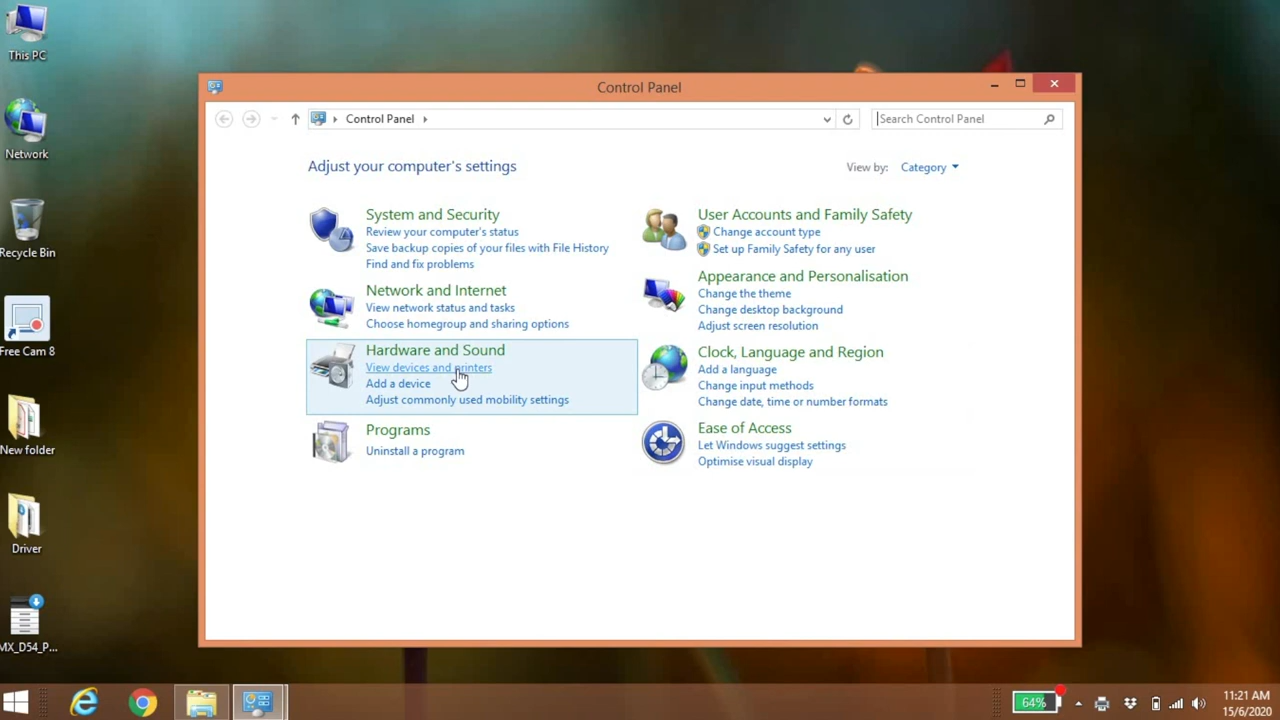 This PC
Network
Recycle Bin
Free Cam 8
New folder
Driver
MX_D54_P...
Control Panel
Control Panel
Search Control Panel
Adjust your computer's settings
View by: Category
System and Security
Review your computer's status
Save backup copies of your files with File History
Find and fix problems
Network and Internet
View network status and tasks
Choose homegroup and sharing options
Hardware and Sound
View devices and printers
Add a device
Adjust commonly used mobility settings
Programs
Uninstall a program
User Accounts and Family Safety
Change account type
Set up Family Safety for any user
Appearance and Personalisation
Change the theme
Change desktop background
Adjust screen resolution
Clock, Language and Region
Add a language
Change input methods
Change date, time or number formats
Ease of Access
Let Windows suggest settings
Optimise visual display
64%
11:21 AM
15/6/2020